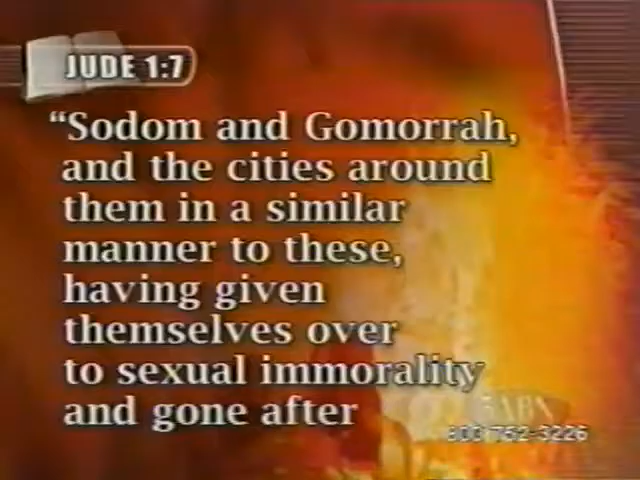 JUDE 1:7
“Sodom and Gomorrah,
and the cities around
them in a similar
manner to these,
having given
themselves over
to sexual immorality
and gone after
3ABN
800-752-3226